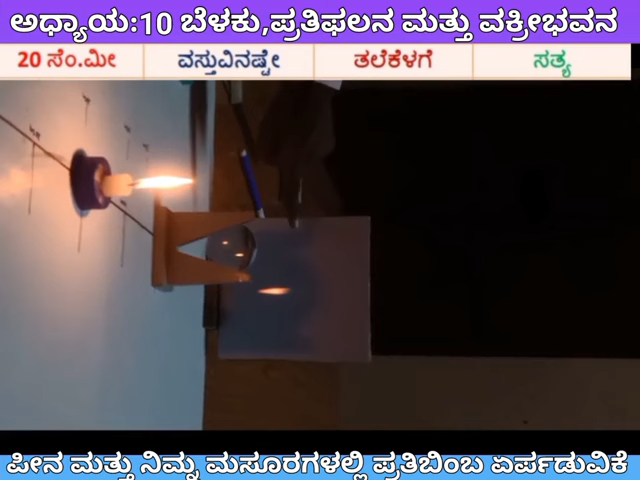 ಅಧ್ಯಾಯ:10 ಬೆಳಕು,ಪ್ರತಿಫಲನ ಮತ್ತು ವಕ್ರೀಭವನ
20 ಸೆಂ.ಮೀ ವಸ್ತುವಿನಷ್ಟೇ ತಲೆಕೆಳಗೆ ಸತ್ಯ
ಪೀನ ಮತ್ತು ನಿಮ್ನ ಮಸೂರಗಳಲ್ಲಿ ಪ್ರತಿಬಿಂಬ ಏರ್ಪಡುವಿಕೆ